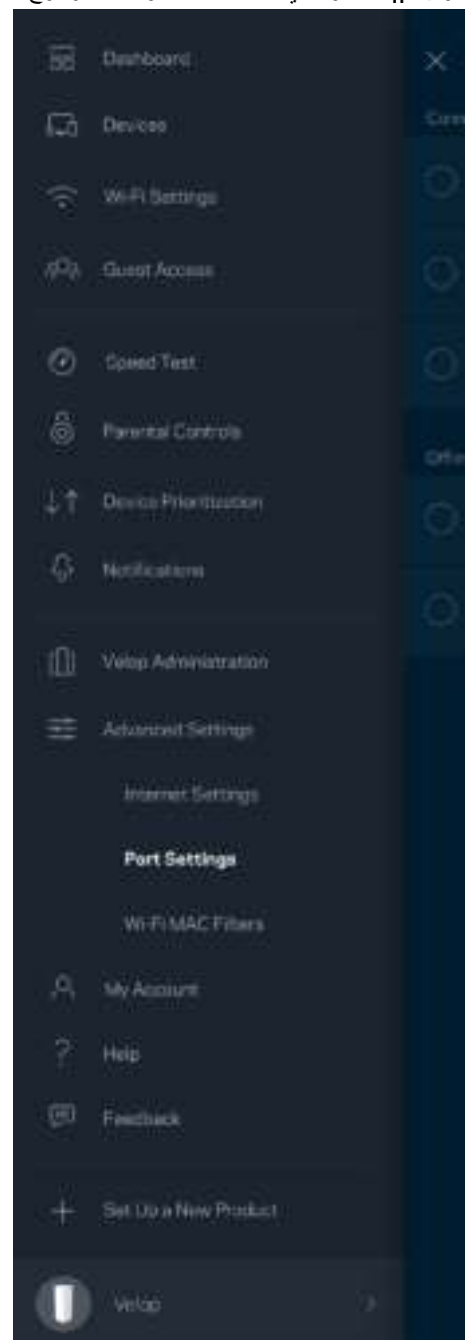 Dashboard
Devices
Wi-Fi Settings
Guest Access
Speed Test
Parental Controls
Device Prioritization
Notifications
Velop Administration
Advanced Settings
Internet Settings
Port Settings
Wi-Fi MAC Filters
My Account
Help
Feedback
Set Up a New Product
Velop